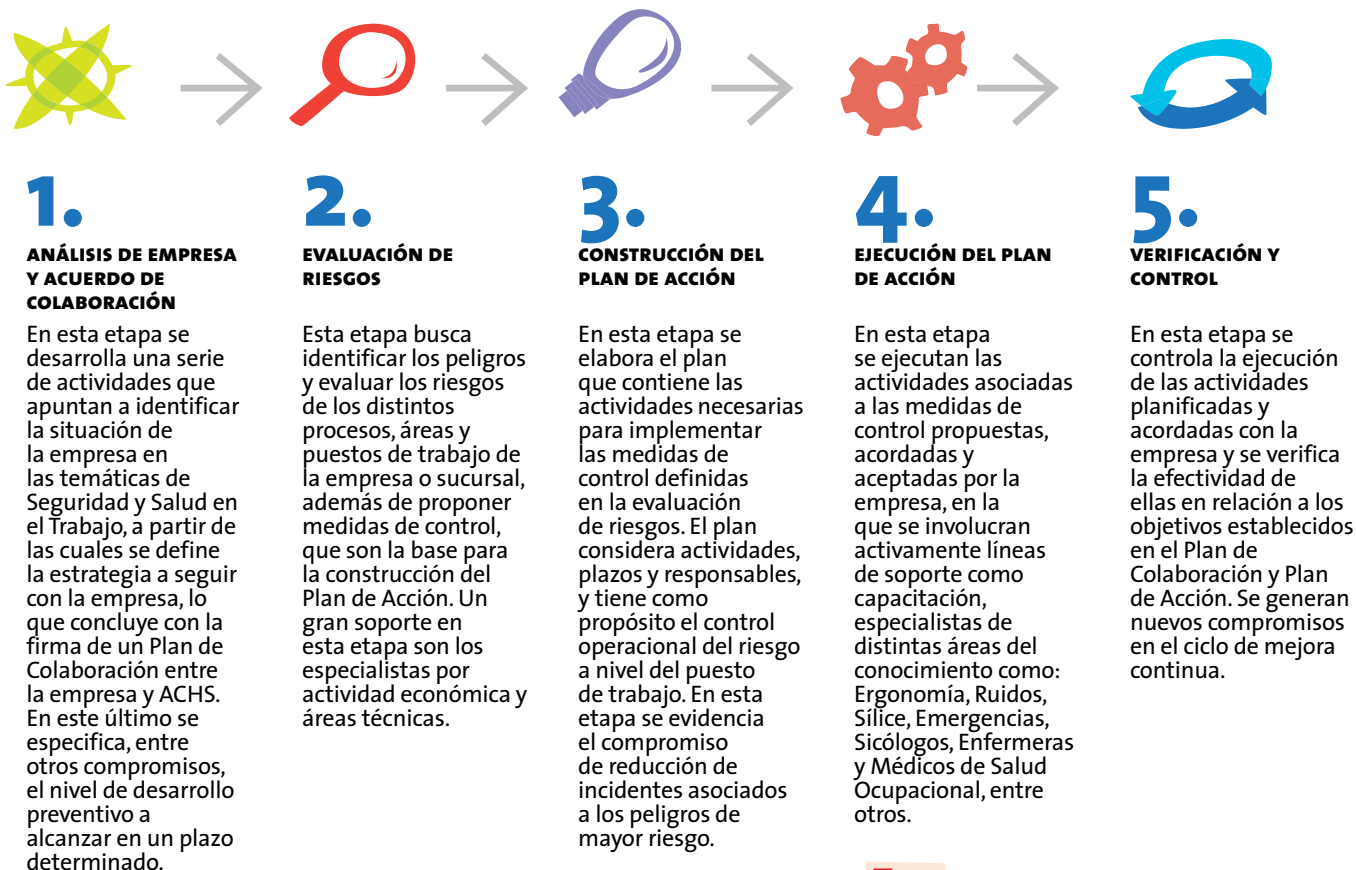 1.
ANÁLISIS DE EMPRESA
Y ACUERDO DE
COLABORACIÓN
En esta etapa se
desarrolla una serie
de actividades que
apuntan a identificar
la situación de
la empresa en
las temáticas de
Seguridad y Salud en
el Trabajo, a partir de
las cuales se define
la estrategia a seguir
con la empresa, lo
que concluye con la
firma de un Plan de
Colaboración entre
la empresa y ACHS.
En este último se
especifica, entre
otros compromisos,
el nivel de desarrollo
preventivo a
alcanzar en un plazo
determinado.
2.
EVALUACIÓN DE
RIESGOS
Esta etapa busca
identificar los peligros
y evaluar los riesgos
de los distintos
procesos, áreas y
puestos de trabajo de
la empresa o sucursal,
además de proponer
medidas de control,
que son la base para
la construcción del
Plan de Acción. Un
gran soporte en
esta etapa son los
especialistas por
actividad económica y
áreas técnicas.
3.
CONSTRUCCIÓN DEL
PLAN DE ACCIÓN
En esta etapa se
elabora el plan
que contiene las
actividades necesarias
para implementar
las medidas de
control definidas
en la evaluación
de riesgos. El plan
considera actividades,
plazos y responsables,
y tiene como
propósito el control
operacional del riesgo
a nivel del puesto
de trabajo. En esta
etapa se evidencia
el compromiso
de reducción de
incidentes asociados
a los peligros de
mayor riesgo.
4.
EJECUCIÓN DEL PLAN
DE ACCIÓN
En esta etapa
se ejecutan las
actividades asociadas
a las medidas de
control propuestas,
acordadas y
aceptadas por la
empresa, en la
que se involucran
activamente líneas
de soporte como
capacitación,
especialistas de
distintas áreas del
conocimiento como:
Ergonomía, Ruidos,
Sílice, Emergencias,
Sicólogos, Enfermeras
y Médicos de Salud
Ocupacional, entre
otros.
5.
VERIFICACIÓN Y
CONTROL
En esta etapa se
controla la ejecución
de las actividades
planificadas y
acordadas con la
empresa y se verifica
la efectividad de
ellas en relación a los
objetivos establecidos
en el Plan de
Colaboración y Plan
de Acción. Se generan
nuevos compromisos
en el ciclo de mejora
continua.